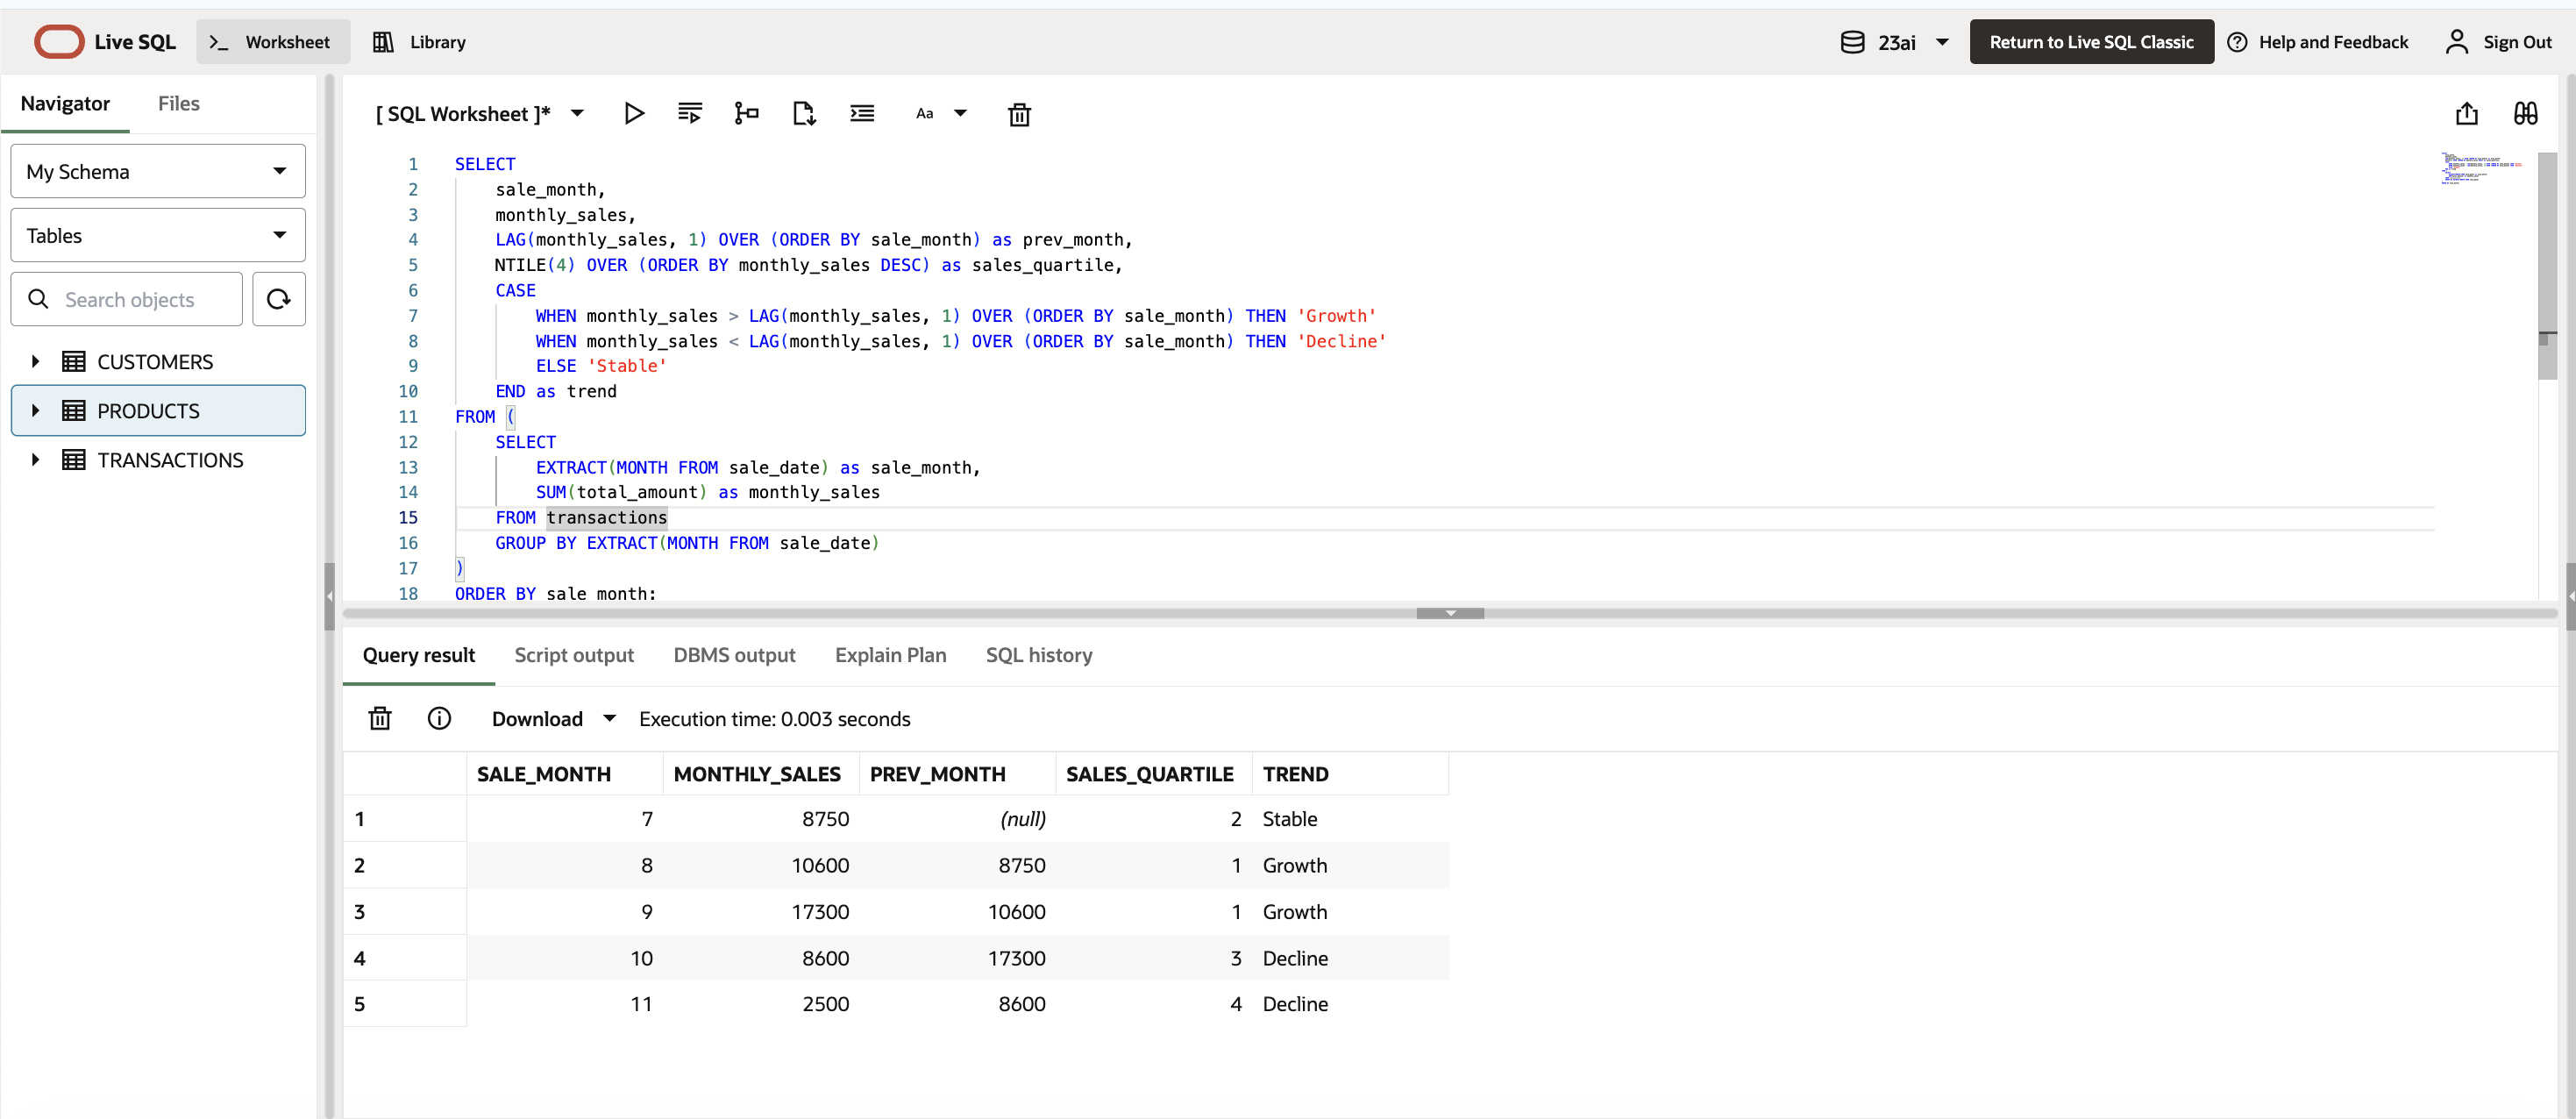 Live SQL Worksheet Library 23ai Return to Live SQL Classic Help and Feedback Sign Out
Navigator Files
My Schema
Tables
Search objects
CUSTOMERS
PRODUCTS
TRANSACTIONS
[ SQL Worksheet ]* Aa
1 SELECT
2 sale_month,
3 monthly_sales,
4 LAG(monthly_sales, 1) OVER (ORDER BY sale_month) as prev_month,
5 NTILE(4) OVER (ORDER BY monthly_sales DESC) as sales_quartile,
6 CASE
7 WHEN monthly_sales > LAG(monthly_sales, 1) OVER (ORDER BY sale_month) THEN 'Growth'
8 WHEN monthly_sales < LAG(monthly_sales, 1) OVER (ORDER BY sale_month) THEN 'Decline'
9 ELSE 'Stable'
10 END as trend
11 FROM (
12 SELECT
13 EXTRACT(MONTH FROM sale_date) as sale_month,
14 SUM(total_amount) as monthly_sales
15 FROM transactions
16 GROUP BY EXTRACT(MONTH FROM sale_date)
17 )
18 ORDER BY sale_month;
Query result Script output DBMS output Explain Plan SQL history
Download Execution time: 0.003 seconds
SALE_MONTH MONTHLY_SALES PREV_MONTH SALES_QUARTILE TREND
1 7 8750 (null) 2 Stable
2 8 10600 8750 1 Growth
3 9 17300 10600 1 Growth
4 10 8600 17300 3 Decline
5 11 2500 8600 4 Decline